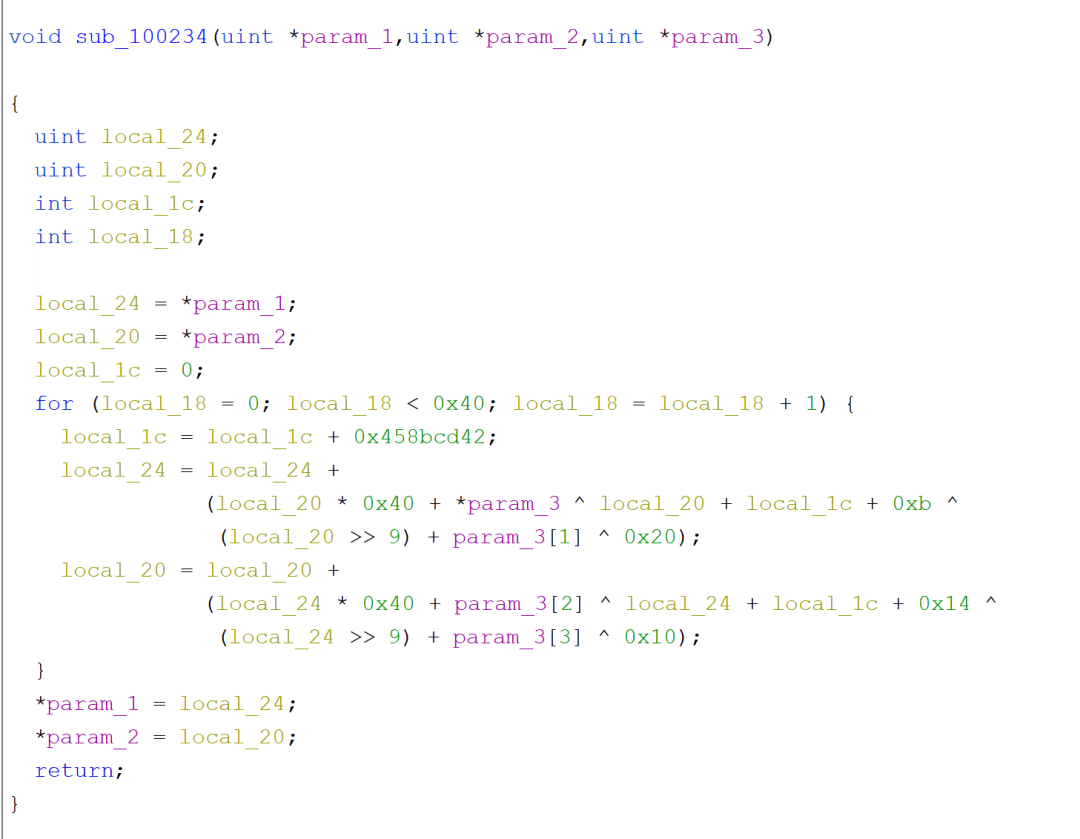 void sub_100234(uint *param_1,uint *param_2,uint *param_3)
{
uint local_24;
uint local_20;
int local_1c;
int local_18;
local_24 = *param_1;
local_20 = *param_2;
local_1c = 0;
for (local_18 = 0; local_18 < 0x40; local_18 = local_18 + 1) {
local_1c = local_1c + 0x458bcd42;
local_24 = local_24 +
(local_20 * 0x40 + *param_3 ^ local_20 + local_1c + 0xb ^
(local_20 >> 9) + param_3[1] ^ 0x20);
local_20 = local_20 +
(local_24 * 0x40 + param_3[2] ^ local_24 + local_1c + 0x14 ^
(local_24 >> 9) + param_3[3] ^ 0x10);
}
*param_1 = local_24;
*param_2 = local_20;
return;
}